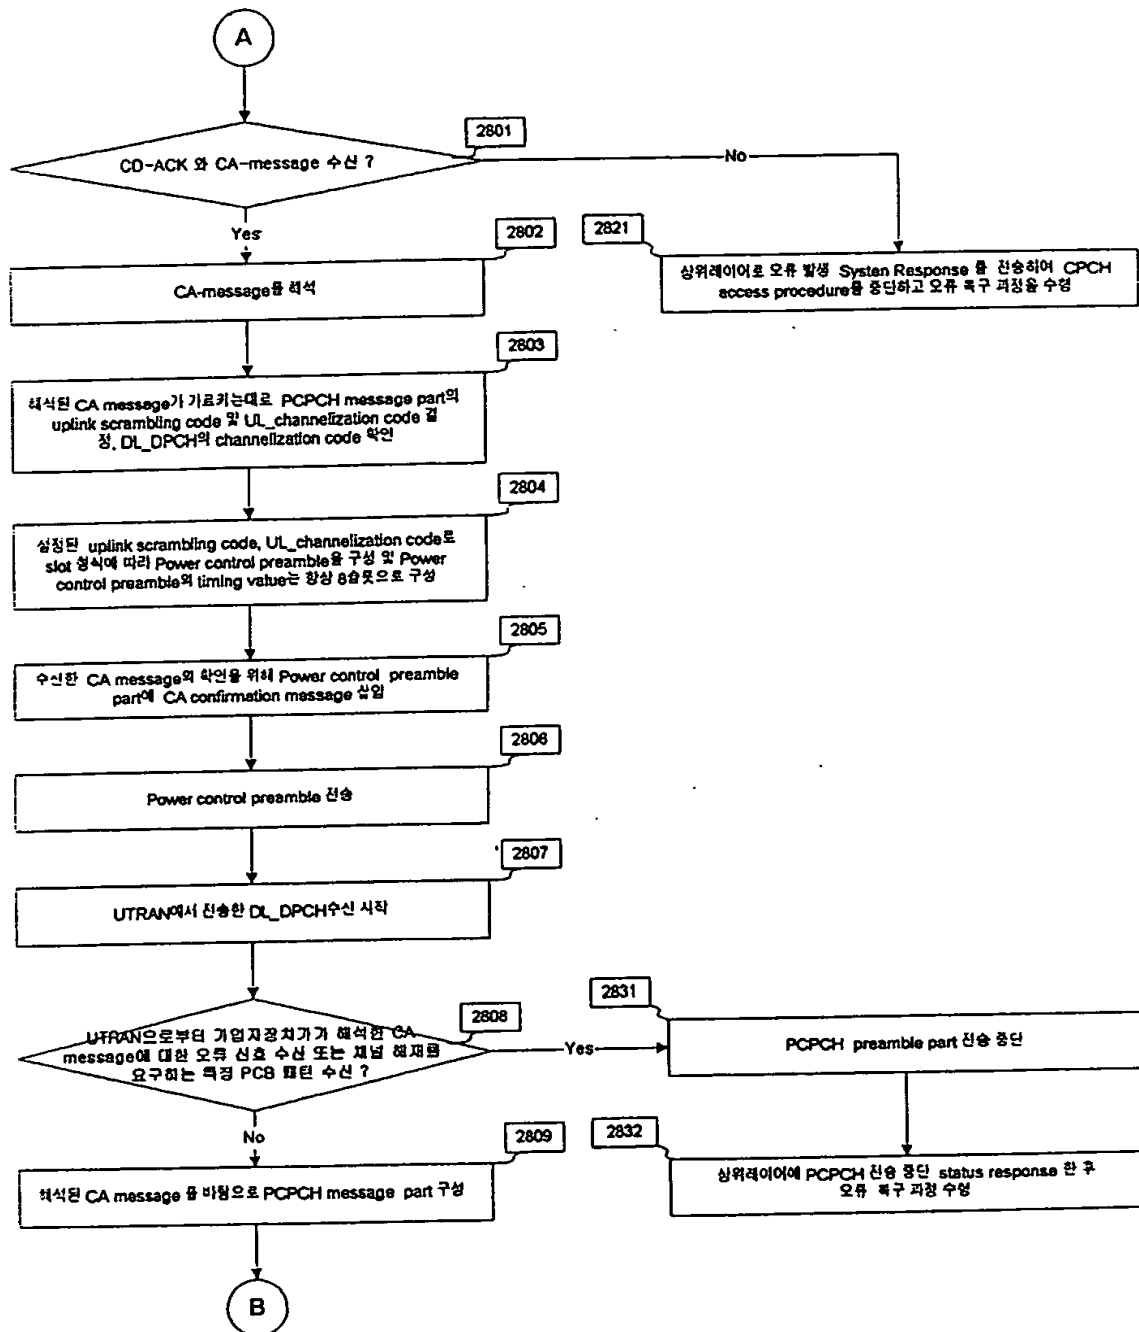 A
2801
CD-ACK 와 CA-message 수신 ?
No
Yes
2802
2821
CA-message를 해석
상위레이어로 오류 발생 Systen Response 를 전송하여 CPCH
access procedure를 중단하고 오류 복구 과정을 수행
2803
해석된 CA message가 가르키는대로 PCPCH message part의
uplink scrambling code 및 UL_channelization code 결
정, DL_DPCH의 channelization code 확인
2804
설정된 uplink scrambling code, UL_channelization code로
slot 형식에 따라 Power control preamble을 구성 및 Power
control preamble의 timing value는 항상 8슬롯으로 구성
2805
수신한 CA message의 확인을 위해 Power control preamble
part에 CA confirmation message 삽입
2806
Power control preamble 전송
2807
UTRAN에서 전송한 DL_DPCH수신 시작
2808
2831
UTRAN으로부터 가입자장치가가 해석한 CA
message에 대한 오류 신호 수신 또는 채널 해제를
요구하는 특정 PCB 패턴 수신 ?
Yes
PCPCH preamble part 전송 중단
No
2809
2832
해석된 CA message 를 바탕으로 PCPCH message part 구성
상위레이어에 PCPCH 전송 중단 status response 한 후
오류 복구 과정 수행
B